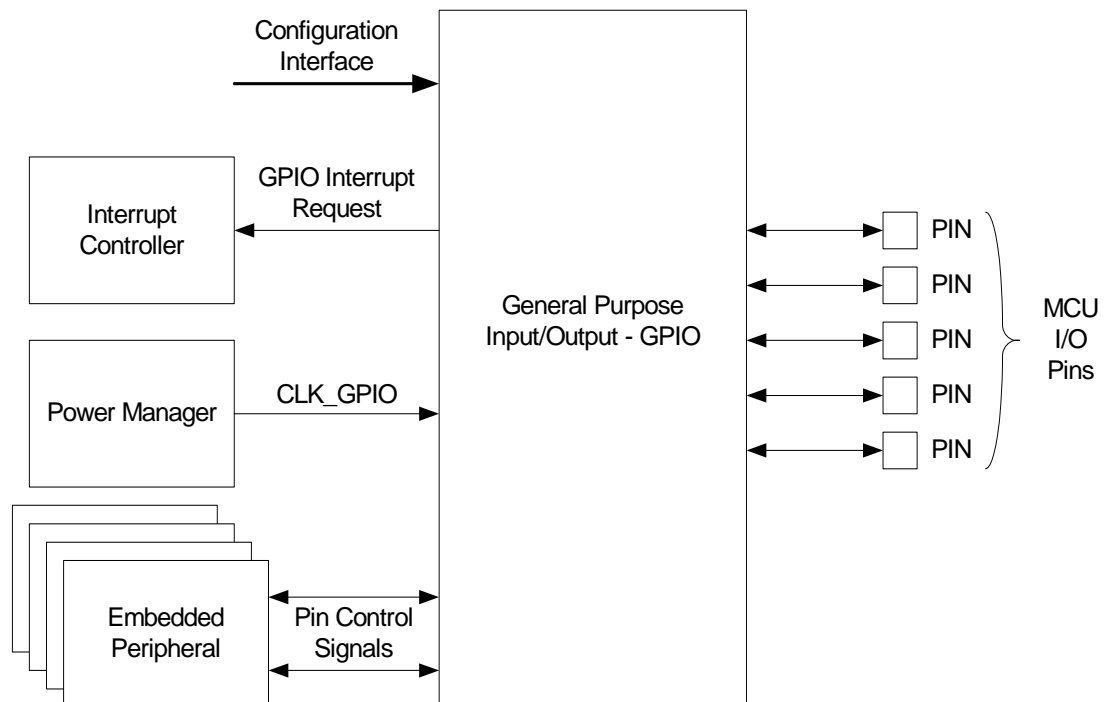 Configuration
Interface
GPIO Interrupt
Request
Interrupt
Controller
General Purpose
Input/Output - GPIO
PIN
PIN
PIN
PIN
PIN
MCU
I/O
Pins
Power Manager
CLK_GPIO
Embedded
Peripheral
Pin Control
Signals